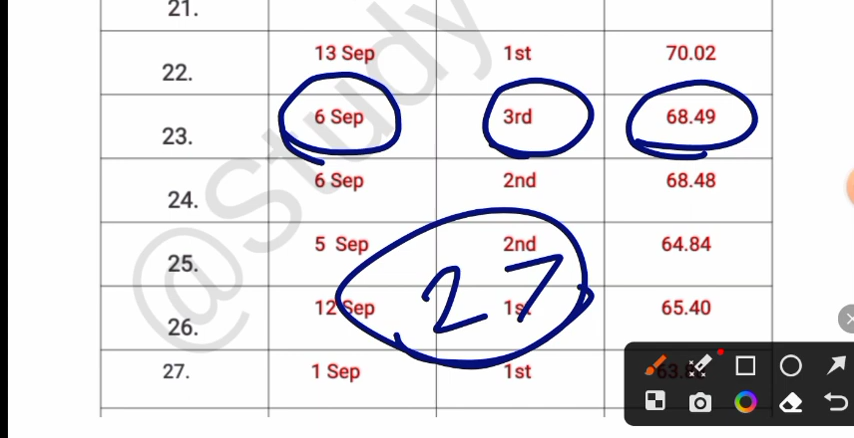 21.
22. 13 Sep 1st 70.02
23. 6 Sep 3rd 68.49
24. 6 Sep 2nd 68.48
25. 5 Sep 2nd 64.84
26. 12 Sep 1st 65.40
27. 1 Sep 1st
27
@Study